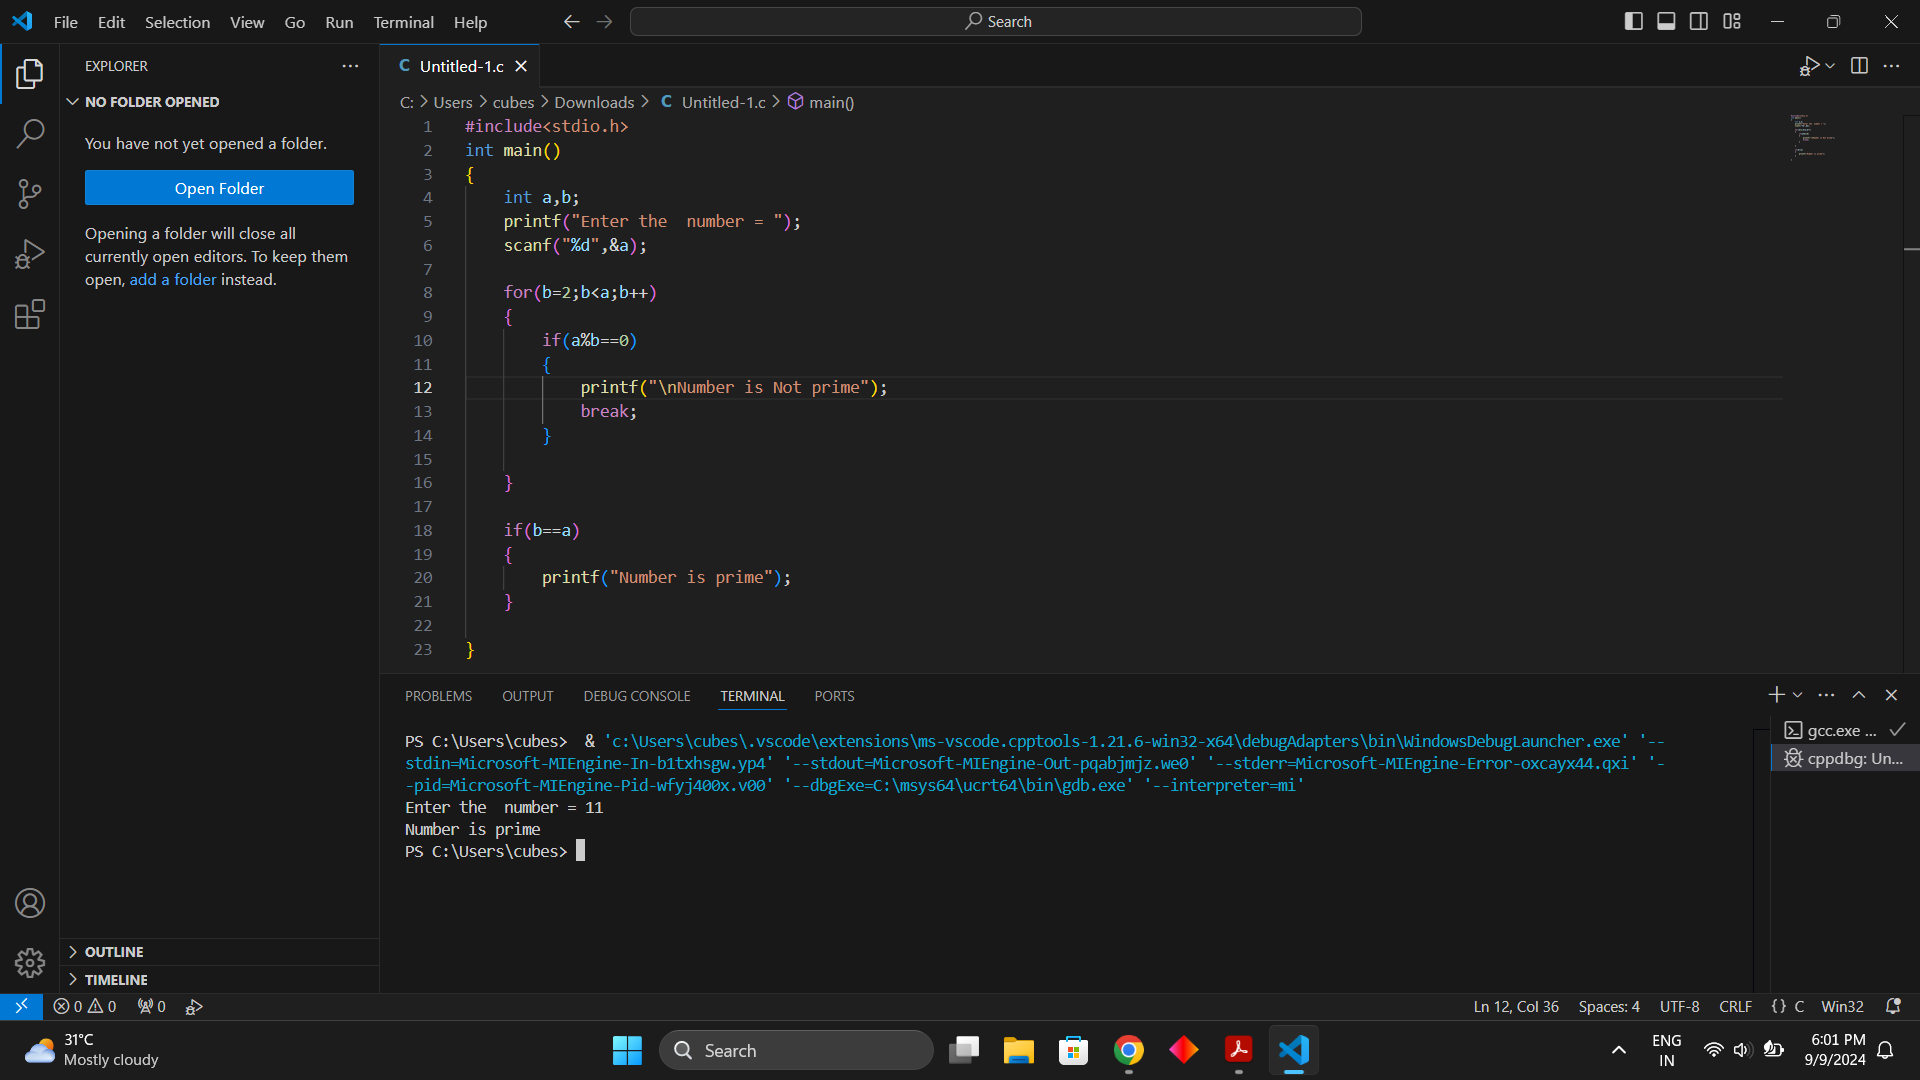 File Edit Selection View Go Run Terminal Help
Search
EXPLORER
NO FOLDER OPENED
You have not yet opened a folder.
Open Folder
Opening a folder will close all
currently open editors. To keep them
open, add a folder instead.
OUTLINE
TIMELINE
C Untitled-1.c
C: > Users > cubes > Downloads > C Untitled-1.c > main()
1 #include<stdio.h>
2 int main()
3 {
4 int a,b;
5 printf("Enter the  number = ");
6 scanf("%d",&a);
7
8 for(b=2;b<a;b++)
9 {
10 if(a%b==0)
11 {
12 printf("\nNumber is Not prime");
13 break;
14 }
15
16 }
17
18 if(b==a)
19 {
20 printf("Number is prime");
21 }
22
23 }
PROBLEMS OUTPUT DEBUG CONSOLE TERMINAL PORTS
PS C:\Users\cubes>  & 'c:\Users\cubes\.vscode\extensions\ms-vscode.cpptools-1.21.6-win32-x64\debugAdapters\bin\WindowsDebugLauncher.exe' '--
stdin=Microsoft-MIEngine-In-b1txhsgw.yp4' '--stdout=Microsoft-MIEngine-Out-pqabjmjz.we0' '--stderr=Microsoft-MIEngine-Error-oxcayx44.qxi' '-
-pid=Microsoft-MIEngine-Pid-wfyj400x.v00' '--dbgExe=C:\msys64\ucrt64\bin\gdb.exe' '--interpreter=mi'
Enter the  number = 11
Number is prime
PS C:\Users\cubes>
gcc.exe ...
cppdbg: Un...
0 0 0
Ln 12, Col 36 Spaces: 4 UTF-8 CRLF {} C Win32
31°C
Mostly cloudy
Search
ENG
IN
6:01 PM
9/9/2024